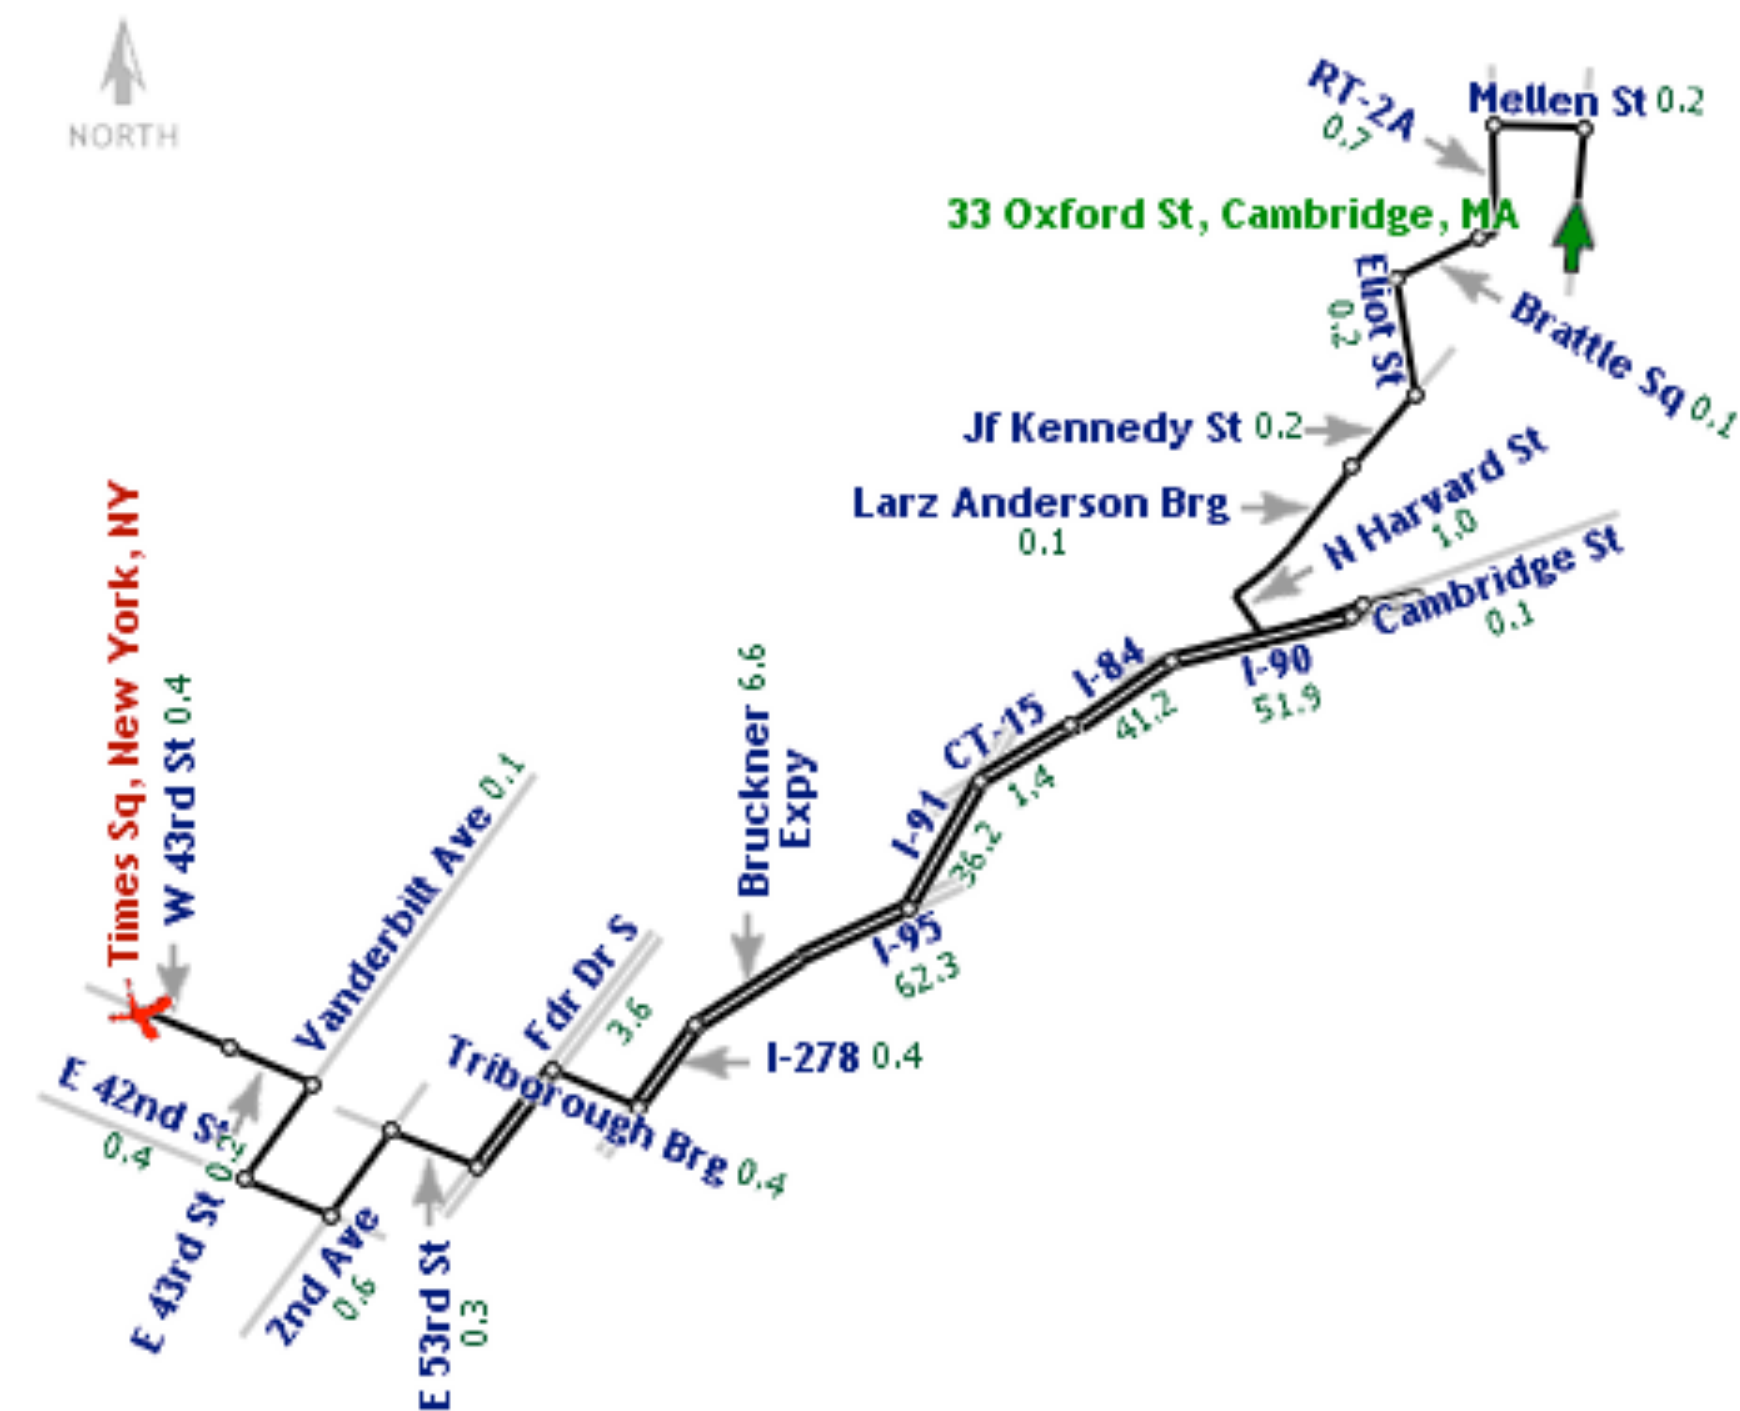 NORTH
RT-2A
0.7
Mellen St 0.2
33 Oxford St, Cambridge, MA
Eliot St
0.2
Brattle Sq 0.1
Jf Kennedy St 0.2
Larz Anderson Brg
0.1
N Harvard St
1.0
Cambridge St
0.1
I-90
51.9
I-84
41.2
CT-15
1.4
I-91
36.2
I-95
62.3
Bruckner 6.6
Expy
I-278 0.4
Triborough Brg 0.4
Fdr Dr S
3.6
E 53rd St
0.3
2nd Ave
0.6
E 42nd St
0.4
Vanderbilt Ave 0.1
E 43rd St 0.2
W 43rd St 0.4
Times Sq, New York, NY